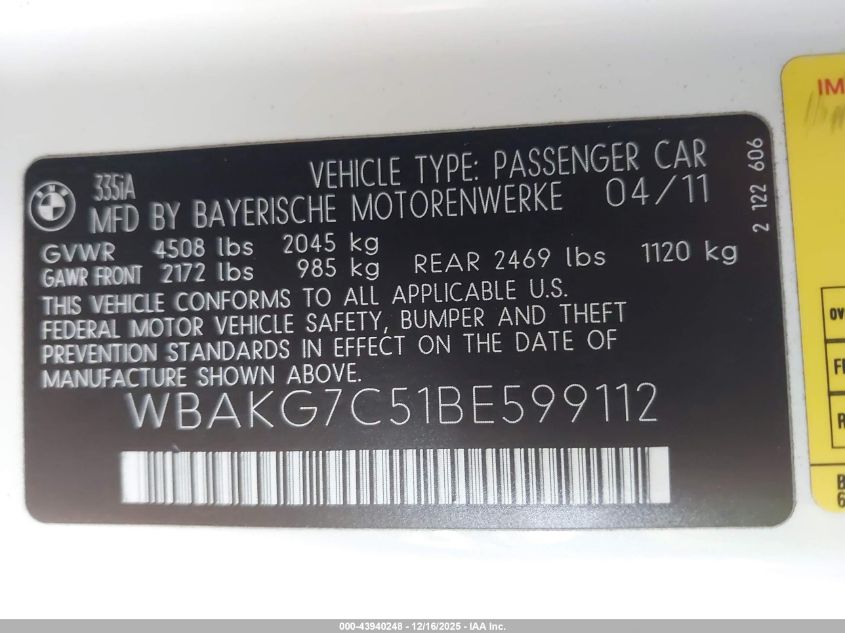 335iA VEHICLE TYPE: PASSENGER CAR
MFD BY BAYERISCHE MOTORENWERKE 04/11
GVWR 4508 lbs 2045 kg
GAWR FRONT 2172 lbs 985 kg REAR 2469 lbs 1120 kg
THIS VEHICLE CONFORMS TO ALL APPLICABLE U.S.
FEDERAL MOTOR VEHICLE SAFETY, BUMPER AND THEFT
PREVENTION STANDARDS IN EFFECT ON THE DATE OF
MANUFACTURE SHOWN ABOVE.
WBAKG7C51BE599112
2 122 606
IM
OV
F
R
B
6
000-43940248 - 12/16/2025 - IAA Inc.